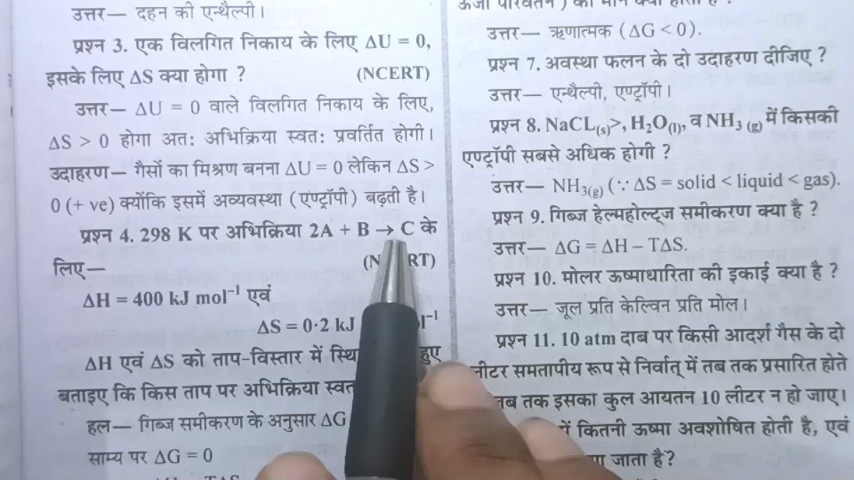 उत्तर— दहन की एन्थैल्पी।
प्रश्न 3. एक विलगित निकाय के लिए ΔU = 0,
इसके लिए ΔS क्या होगा ? (NCERT)
उत्तर— ΔU = 0 वाले विलगित निकाय के लिए,
ΔS > 0 होगा अतः अभिक्रिया स्वतः प्रवर्तित होगी।
उदाहरण— गैसों का मिश्रण बनना ΔU = 0 लेकिन ΔS >
0 (+ ve) क्योंकि इसमें अव्यवस्था (एण्ट्रॉपी) बढ़ती है।
प्रश्न 4. 298 K पर अभिक्रिया 2A + B → C के
लिए—
ΔH = 400 kJ mol⁻¹ एवं
ΔS = 0·2 kJ
ΔH एवं ΔS को ताप-विस्तार में हुए
बताइए कि किस ताप पर अभिक्रिया
हल— गिब्ज समीकरण के अनुसार ΔG
साम्य पर ΔG = 0
उत्तर— ऋणात्मक (ΔG < 0).
प्रश्न 7. अवस्था फलन के दो उदाहरण दीजिए ?
उत्तर— एन्थैल्पी, एण्ट्रॉपी।
प्रश्न 8. NaCL₍ₛ₎>, H₂O₍ₗ₎, व NH₃ (g) में किसकी
एण्ट्रॉपी सबसे अधिक होगी ?
उत्तर— NH₃(g) (∵ ΔS = solid < liquid < gas).
प्रश्न 9. गिब्ज हेल्महोल्ट्ज समीकरण क्या है ?
उत्तर— ΔG = ΔH – TΔS.
प्रश्न 10. मोलर ऊष्माधारिता की इकाई क्या है ?
उत्तर— जूल प्रति केल्विन प्रति मोल।
प्रश्न 11. 10 atm दाब पर किसी आदर्श गैस के दो
लीटर समतापीय रूप से निर्वात् में तब तक प्रसारित होते
तब तक इसका कुल आयतन 10 लीटर न हो जाए।
में कितनी ऊष्मा अवशोषित होती है, एवं
जाता है?